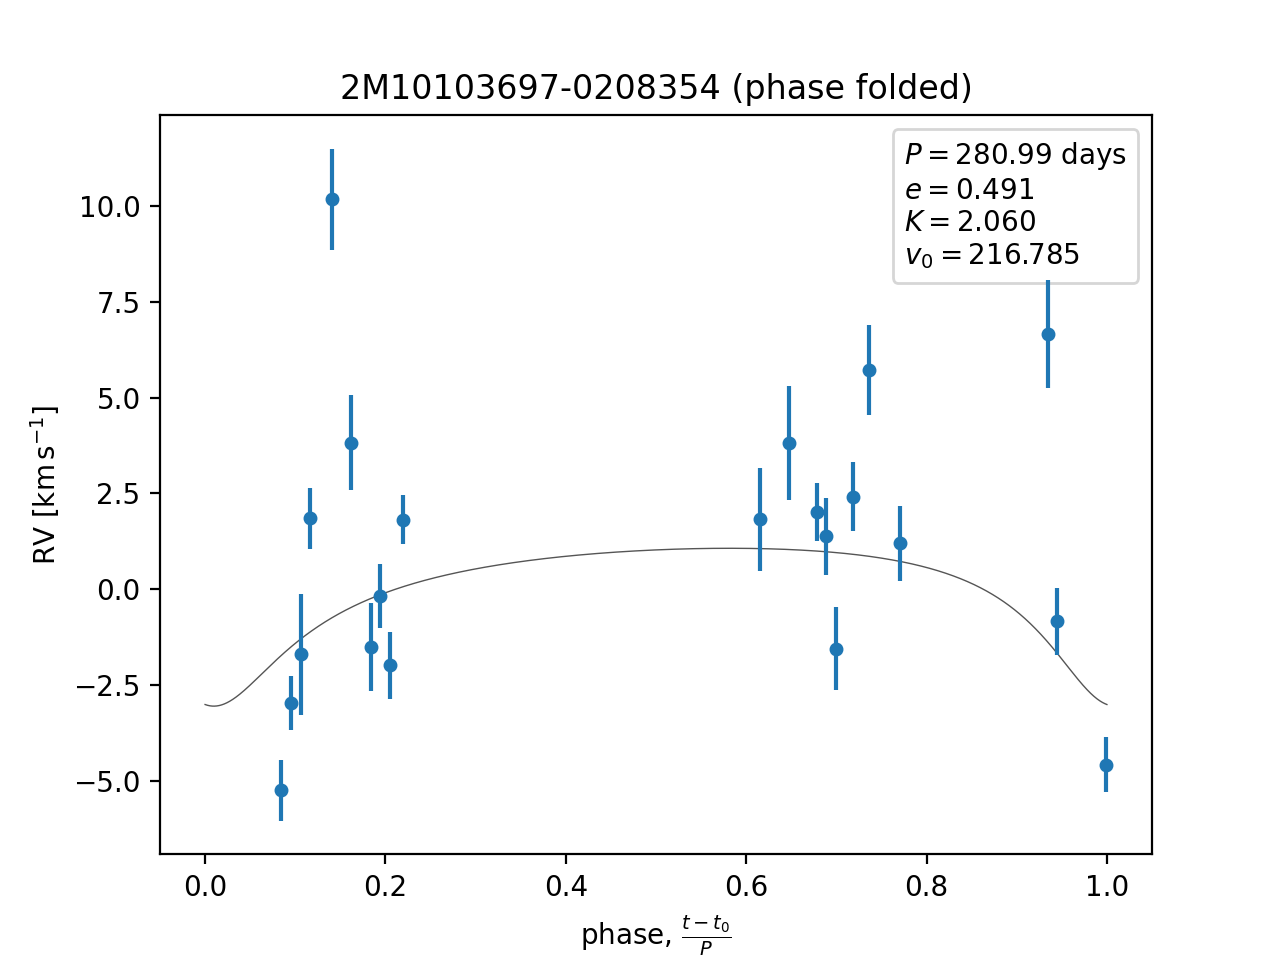 2M10103697-0208354 (phase folded)
P = 280.99 days
e = 0.491
K = 2.060
v₀ = 216.785
10.0
7.5
5.0
2.5
0.0
−2.5
−5.0
RV [km s⁻¹]
0.0 0.2 0.4 0.6 0.8 1.0
phase, (t − t₀)/P